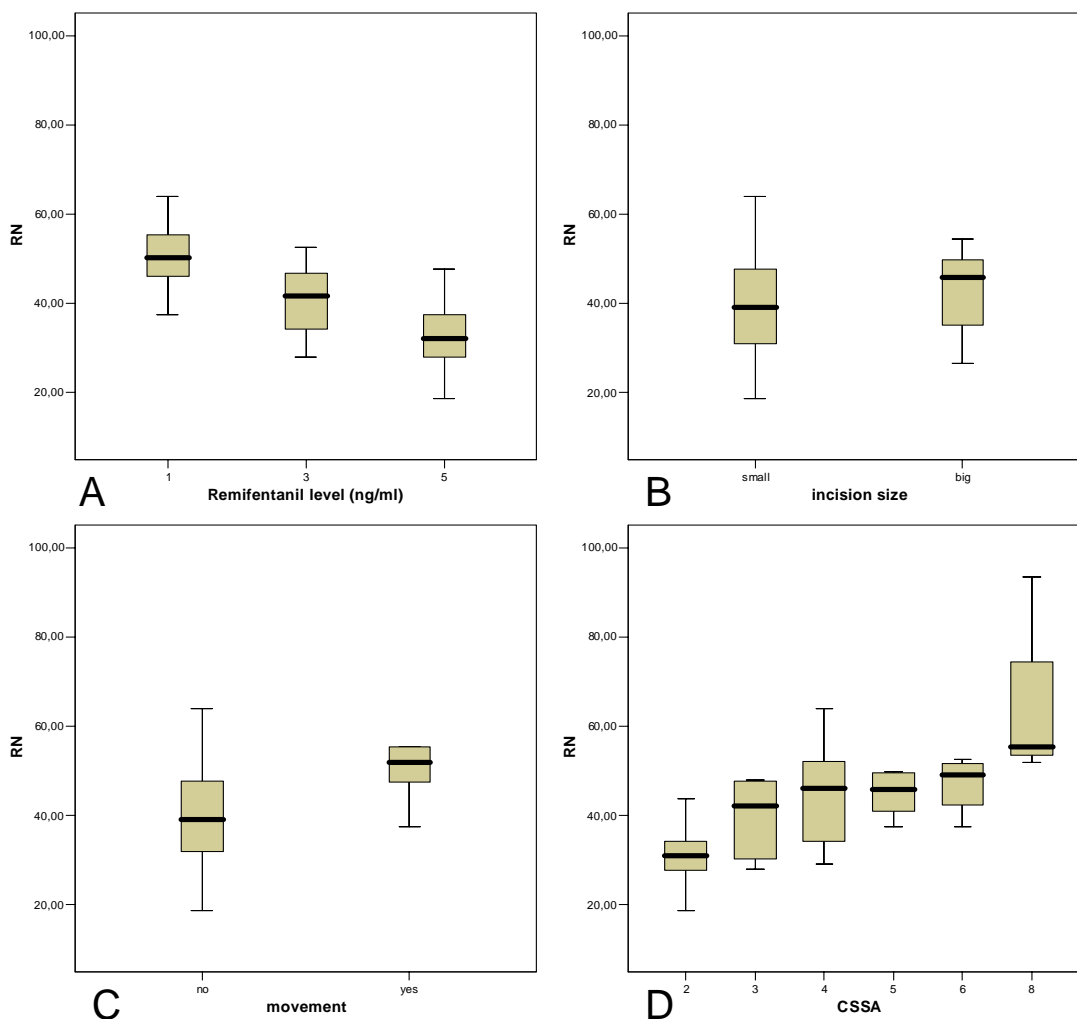 100,00
80,00
60,00
40,00
20,00
RN
1 3 5
Remifentanil level (ng/ml)
A
100,00
80,00
60,00
40,00
20,00
RN
small big
incision size
B
100,00
80,00
60,00
40,00
20,00
RN
no yes
movement
C
100,00
80,00
60,00
40,00
20,00
RN
2 3 4 5 6 8
CSSA
D